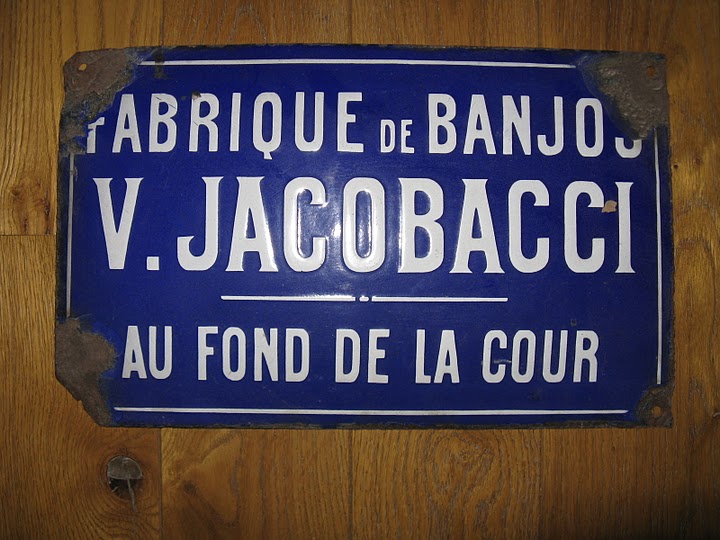 FABRIQUE DE BANJOS
V. JACOBACCI
AU FOND DE LA COUR